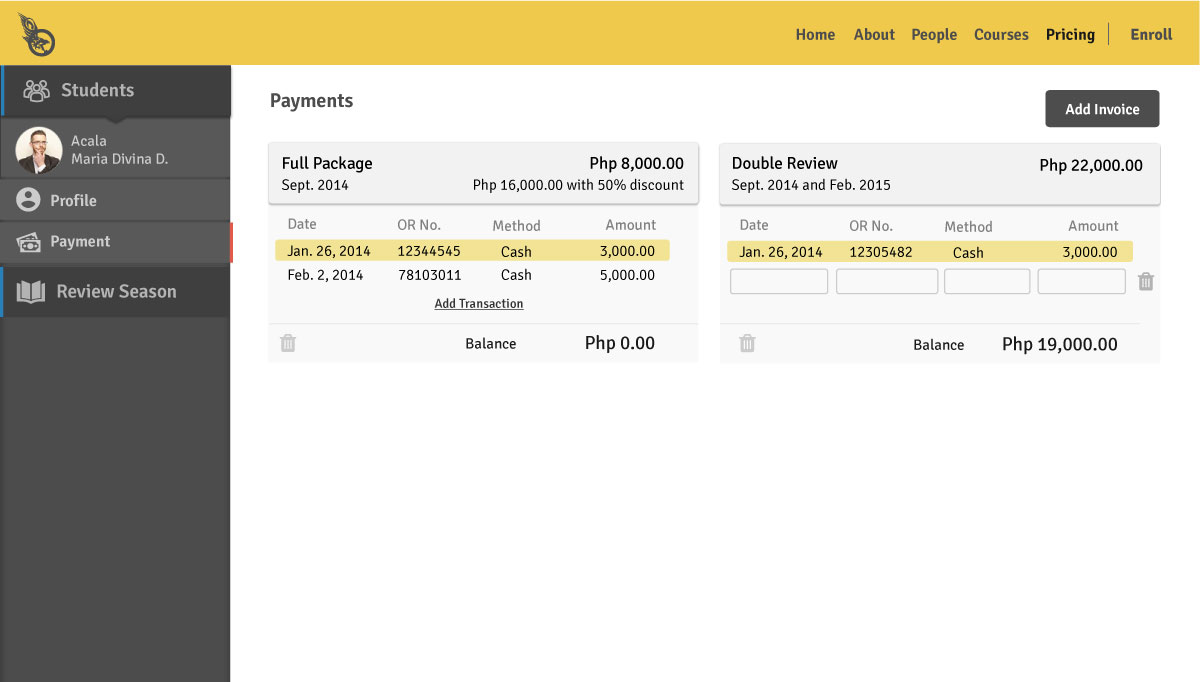 Home About People Courses Pricing Enroll
Students
Acala
Maria Divina D.
Profile
Payment
Review Season
Payments
Add Invoice
Full Package Php 8,000.00
Sept. 2014 Php 16,000.00 with 50% discount
Date OR No. Method Amount
Jan. 26, 2014 12344545 Cash 3,000.00
Feb. 2, 2014 78103011 Cash 5,000.00
Add Transaction
Balance Php 0.00
Double Review Php 22,000.00
Sept. 2014 and Feb. 2015
Date OR No. Method Amount
Jan. 26, 2014 12305482 Cash 3,000.00
Balance Php 19,000.00